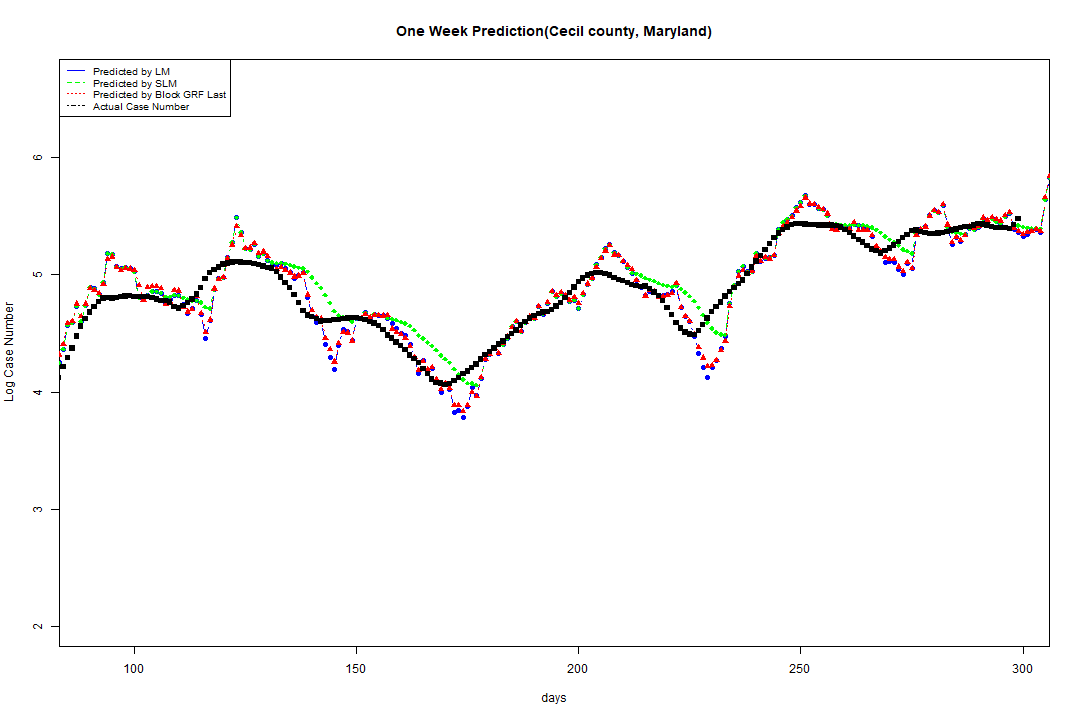 One Week Prediction(Cecil county, Maryland)
Predicted by LM
Predicted by SLM
Predicted by Block GRF Last
Actual Case Number
Log Case Number
6
5
4
3
2
100 150 200 250 300
days